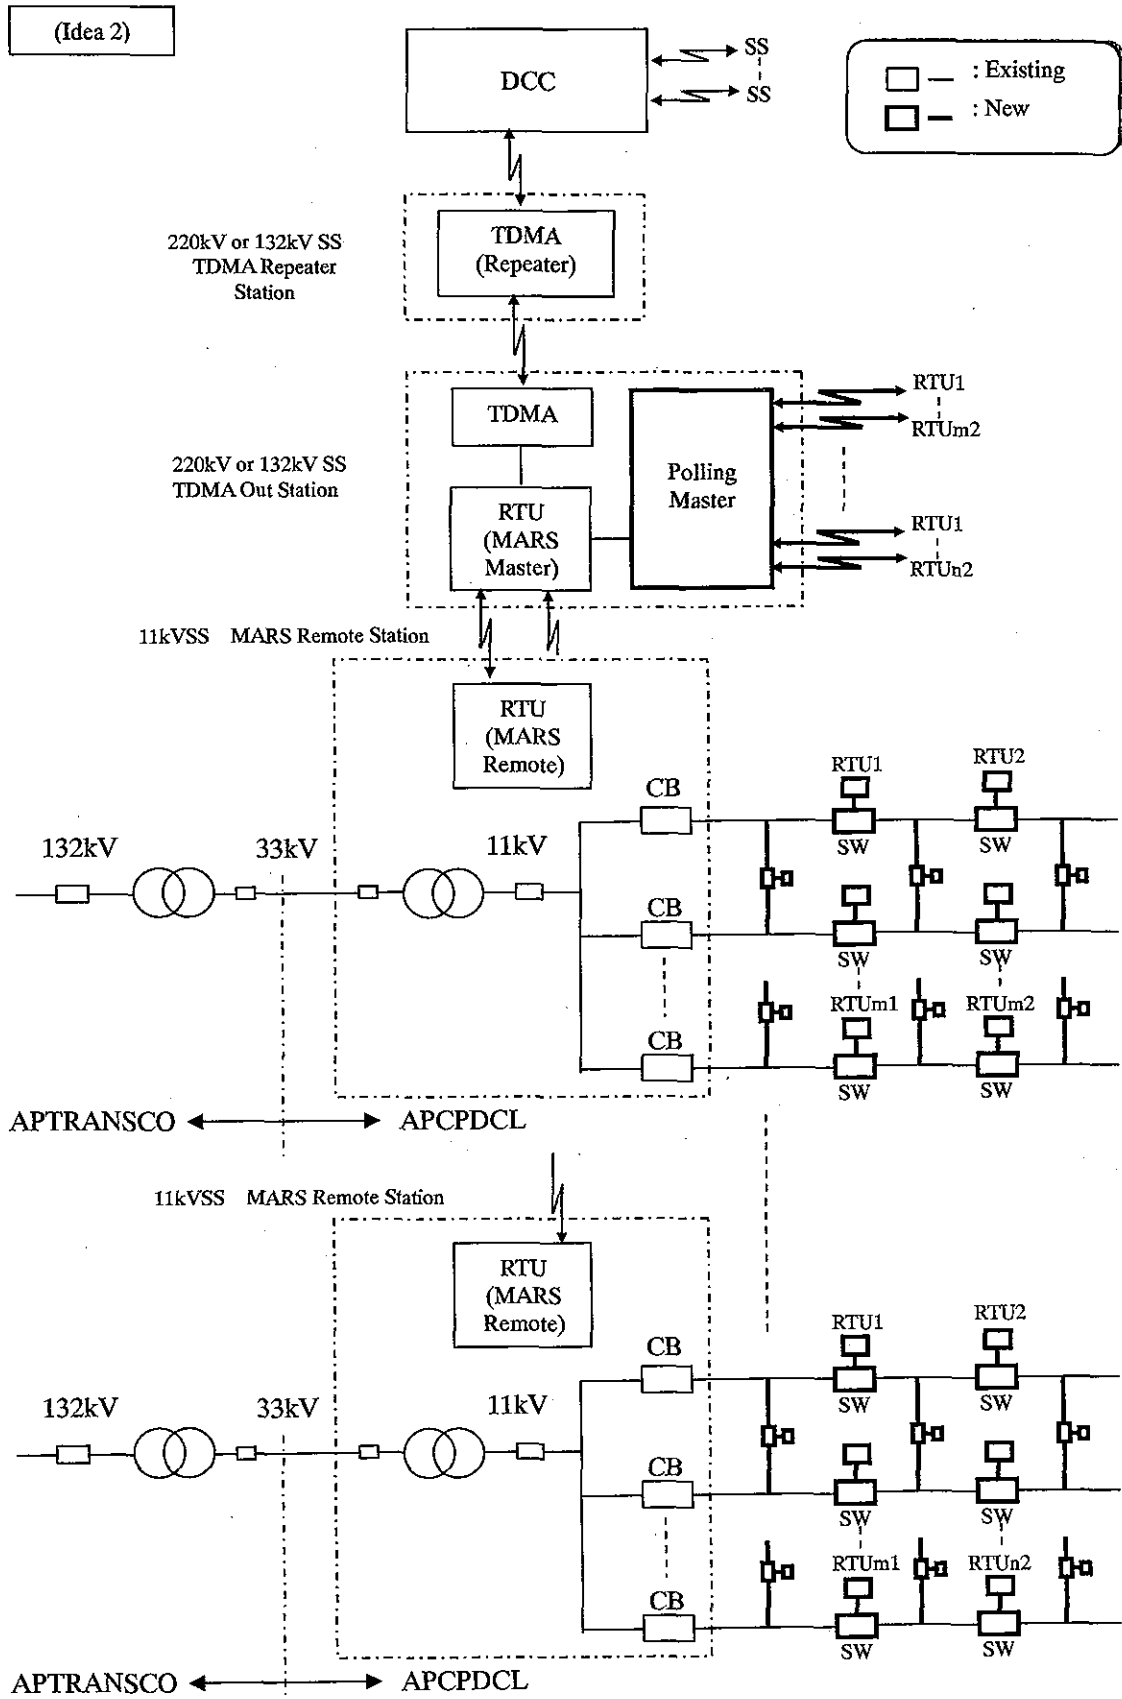 (Idea 2)
DCC
SS
SS
: Existing
: New
220kV or 132kV SS
TDMA Repeater
Station
TDMA
(Repeater)
220kV or 132kV SS
TDMA Out Station
TDMA
RTU
(MARS
Master)
Polling
Master
RTU1
RTUm2
RTU1
RTUn2
11kVSS MARS Remote Station
RTU
(MARS
Remote)
132kV
33kV
11kV
CB
CB
CB
RTU1
RTU2
SW
SW
SW
SW
RTUm1
RTUm2
SW
SW
APTRANSCO
APCPDCL
11kVSS MARS Remote Station
RTU
(MARS
Remote)
132kV
33kV
11kV
CB
CB
CB
RTU1
RTU2
SW
SW
SW
SW
RTUm1
RTUn2
SW
SW
APTRANSCO
APCPDCL